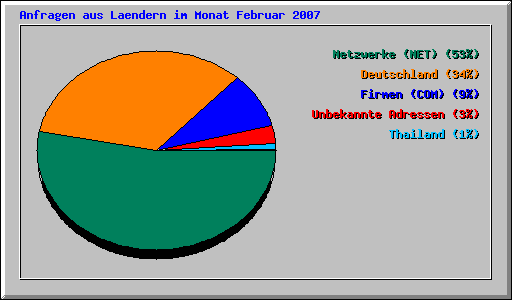 Anfragen aus Laendern im Monat Februar 2007
Netzwerke (NET) (53%)
Deutschland (34%)
Firmen (COM) (9%)
Unbekannte Adressen (3%)
Thailand (1%)